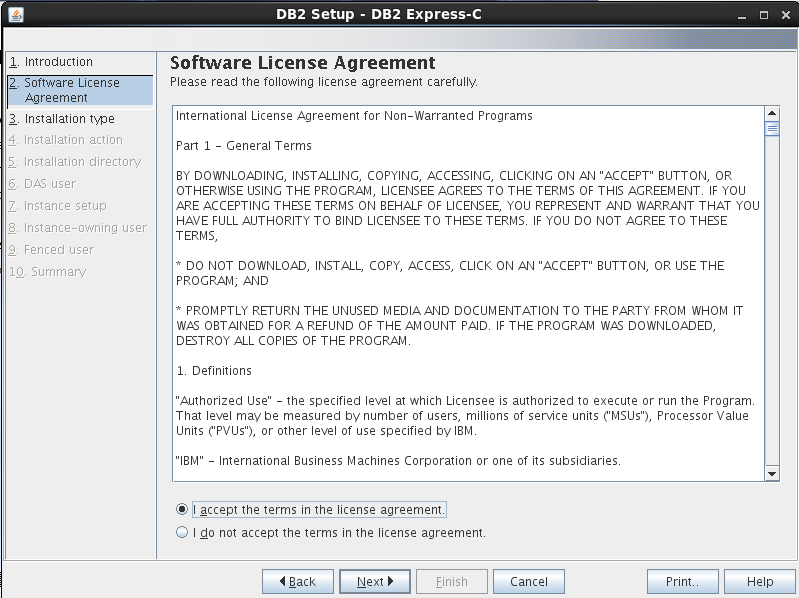 DB2 Setup - DB2 Express-C
1. Introduction
2. Software License
Agreement
3. Installation type
4. Installation action
5. Installation directory
6. DAS user
7. Instance setup
8. Instance-owning user
9. Fenced user
10. Summary
Software License Agreement
Please read the following license agreement carefully.
International License Agreement for Non-Warranted Programs
Part 1 - General Terms
BY DOWNLOADING, INSTALLING, COPYING, ACCESSING, CLICKING ON AN "ACCEPT" BUTTON, OR
OTHERWISE USING THE PROGRAM, LICENSEE AGREES TO THE TERMS OF THIS AGREEMENT. IF YOU
ARE ACCEPTING THESE TERMS ON BEHALF OF LICENSEE, YOU REPRESENT AND WARRANT THAT YOU
HAVE FULL AUTHORITY TO BIND LICENSEE TO THESE TERMS. IF YOU DO NOT AGREE TO THESE
TERMS,
* DO NOT DOWNLOAD, INSTALL, COPY, ACCESS, CLICK ON AN "ACCEPT" BUTTON, OR USE THE
PROGRAM; AND
* PROMPTLY RETURN THE UNUSED MEDIA AND DOCUMENTATION TO THE PARTY FROM WHOM IT
WAS OBTAINED FOR A REFUND OF THE AMOUNT PAID. IF THE PROGRAM WAS DOWNLOADED,
DESTROY ALL COPIES OF THE PROGRAM.
1. Definitions
"Authorized Use" - the specified level at which Licensee is authorized to execute or run the Program.
That level may be measured by number of users, millions of service units ("MSUs"), Processor Value
Units ("PVUs"), or other level of use specified by IBM.
"IBM" - International Business Machines Corporation or one of its subsidiaries.
I accept the terms in the license agreement.
I do not accept the terms in the license agreement.
Back Next Finish Cancel Print.. Help